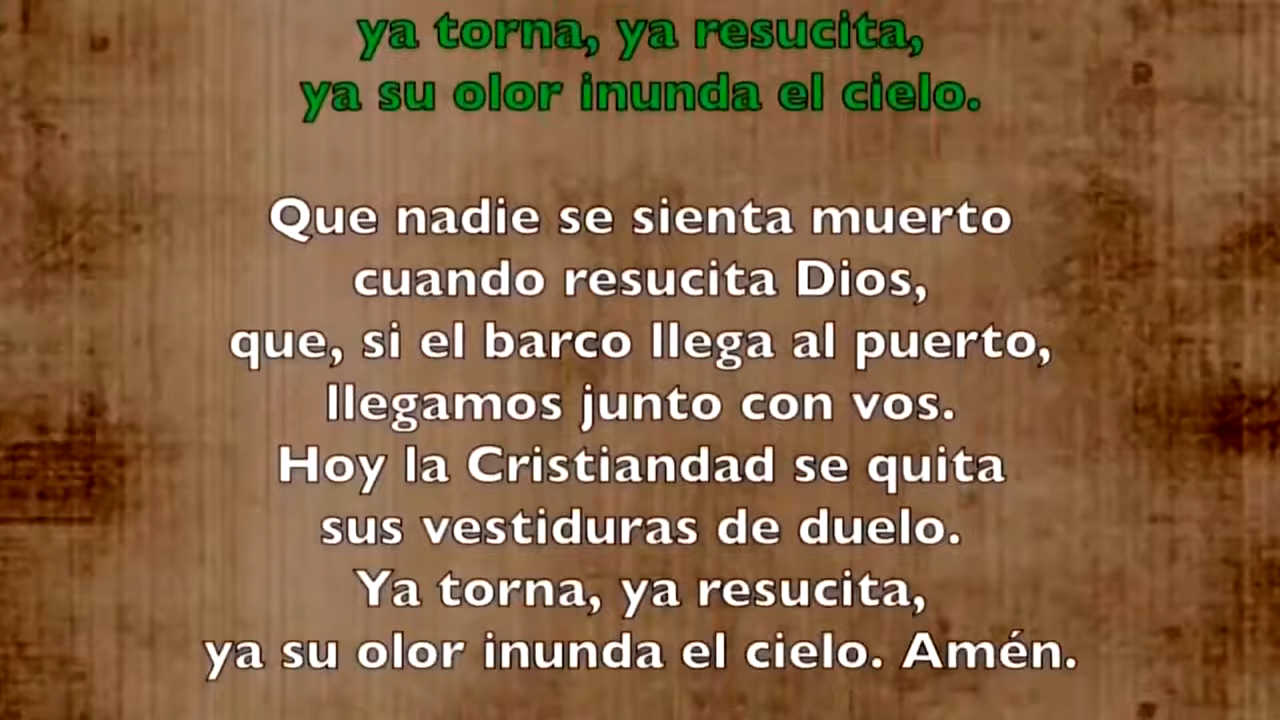 ya torna, ya resucita,
ya su olor inunda el cielo.
Que nadie se sienta muerto
cuando resucita Dios,
que, si el barco llega al puerto,
llegamos junto con vos.
Hoy la Cristiandad se quita
sus vestiduras de duelo.
Ya torna, ya resucita,
ya su olor inunda el cielo. Amén.